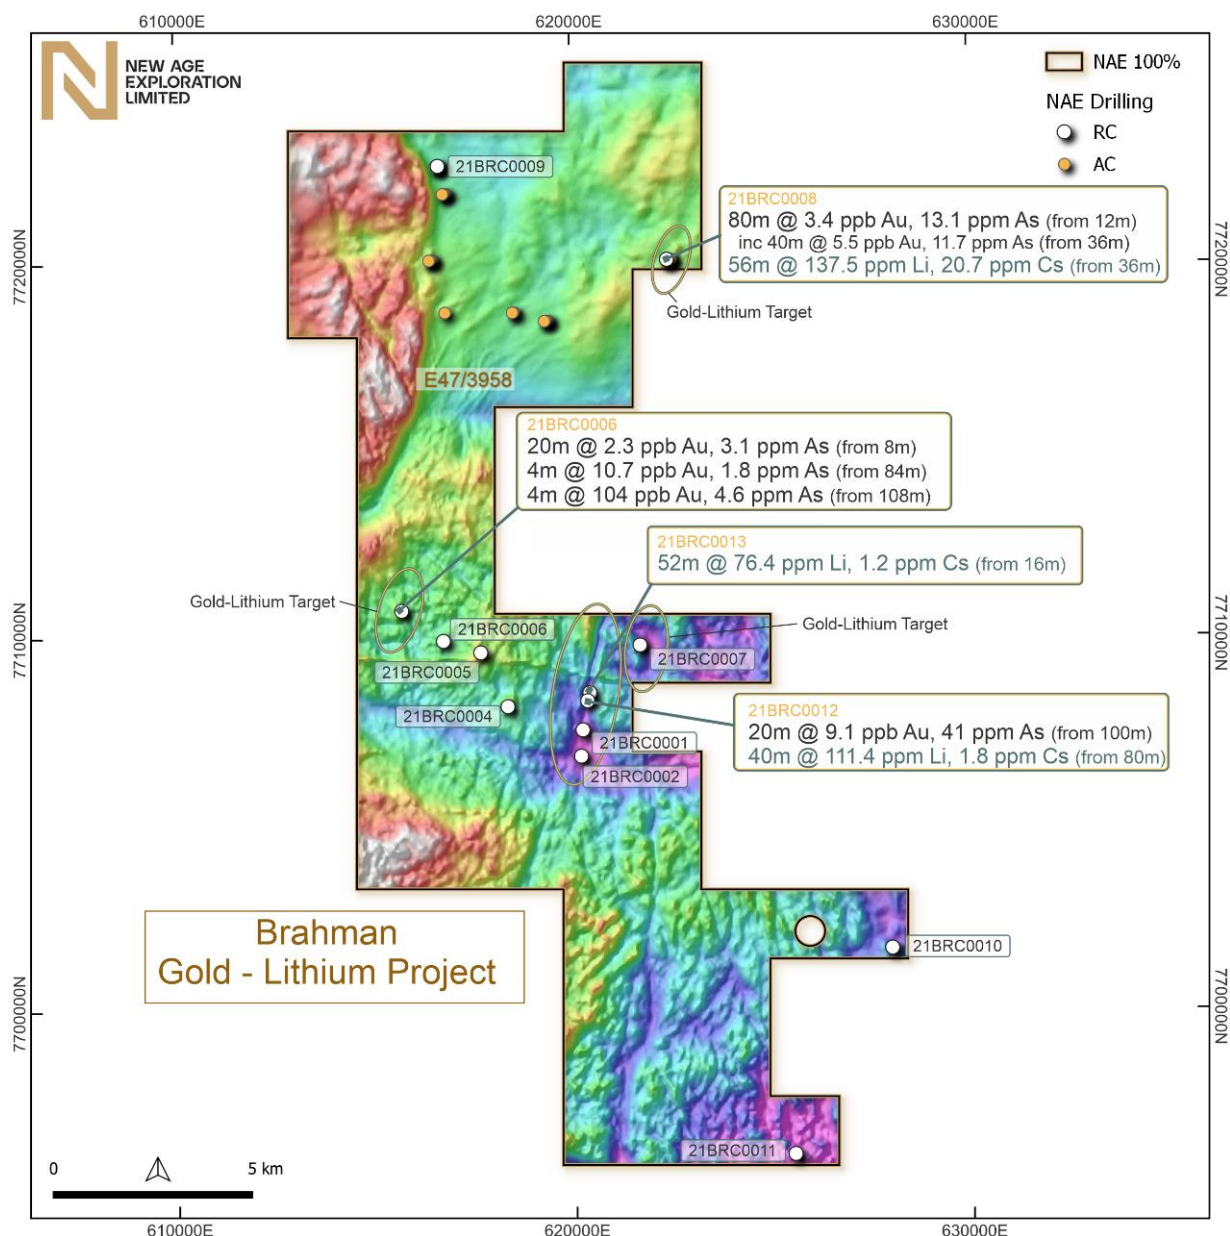 610000E
620000E
630000E
NEW AGE
EXPLORATION
LIMITED
NAE 100%
NAE Drilling
RC
AC
21BRC0009
21BRC0008
80m @ 3.4 ppb Au, 13.1 ppm As (from 12m)
inc 40m @ 5.5 ppb Au, 11.7 ppm As (from 36m)
56m @ 137.5 ppm Li, 20.7 ppm Cs (from 36m)
7720000N
7720000N
Gold-Lithium Target
E47/3958
21BRC0006
20m @ 2.3 ppb Au, 3.1 ppm As (from 8m)
4m @ 10.7 ppb Au, 1.8 ppm As (from 84m)
4m @ 104 ppb Au, 4.6 ppm As (from 108m)
21BRC0013
52m @ 76.4 ppm Li, 1.2 ppm Cs (from 16m)
Gold-Lithium Target
Gold-Lithium Target
21BRC0006
7710000N
7710000N
21BRC0007
21BRC0005
21BRC0004
21BRC0012
20m @ 9.1 ppb Au, 41 ppm As (from 100m)
40m @ 111.4 ppm Li, 1.8 ppm Cs (from 80m)
21BRC0001
21BRC0002
Brahman
Gold - Lithium Project
21BRC0010
7700000N
7700000N
21BRC0011
0
5 km
610000E
620000E
630000E